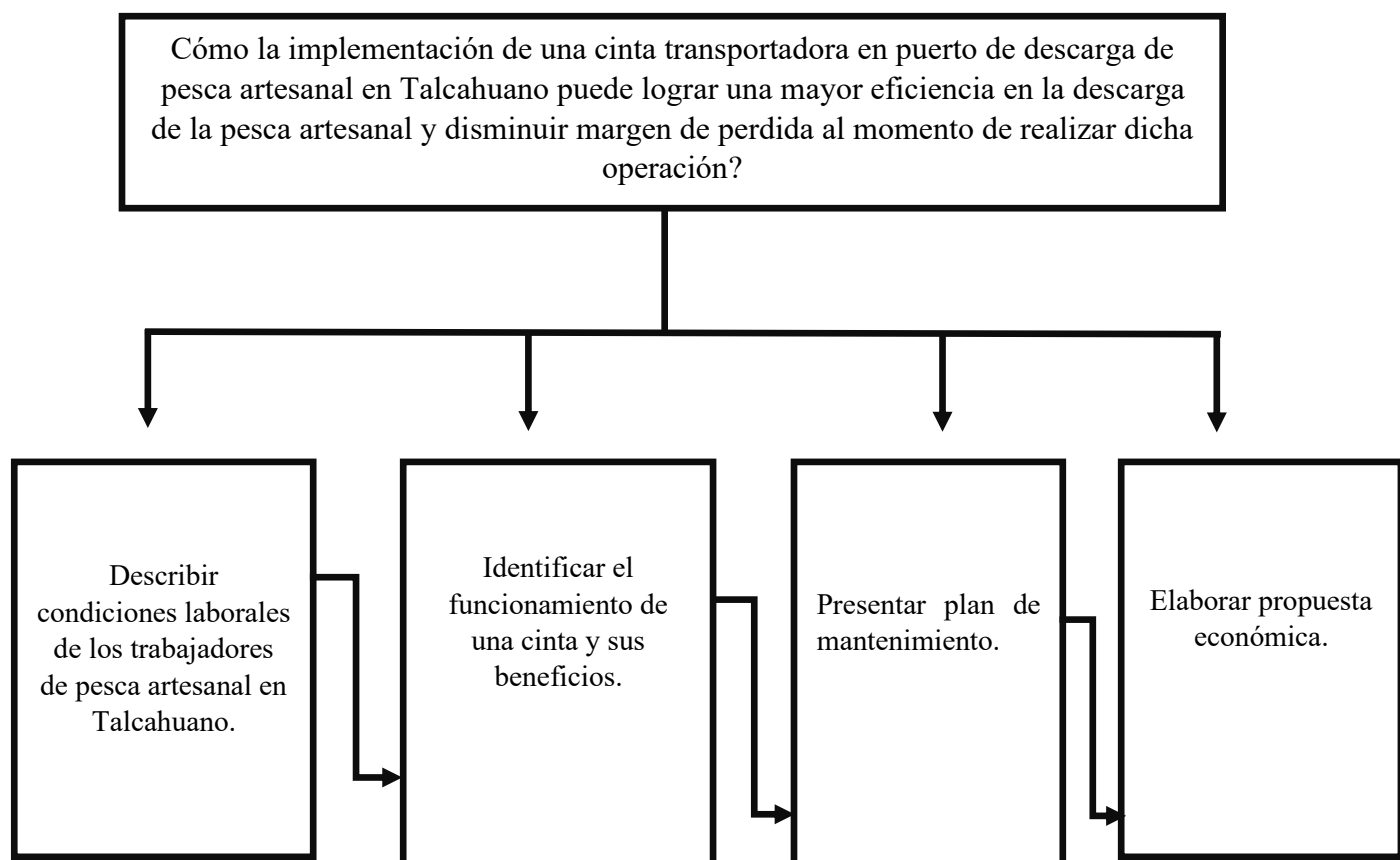 Cómo la implementación de una cinta transportadora en puerto de descarga de
pesca artesanal en Talcahuano puede lograr una mayor eficiencia en la descarga
de la pesca artesanal y disminuir margen de perdida al momento de realizar dicha
operación?
Describir
condiciones laborales
de los trabajadores
de pesca artesanal en
Talcahuano.
Identificar el
funcionamiento de
una cinta y sus
beneficios.
Presentar plan de
mantenimiento.
Elaborar propuesta
económica.